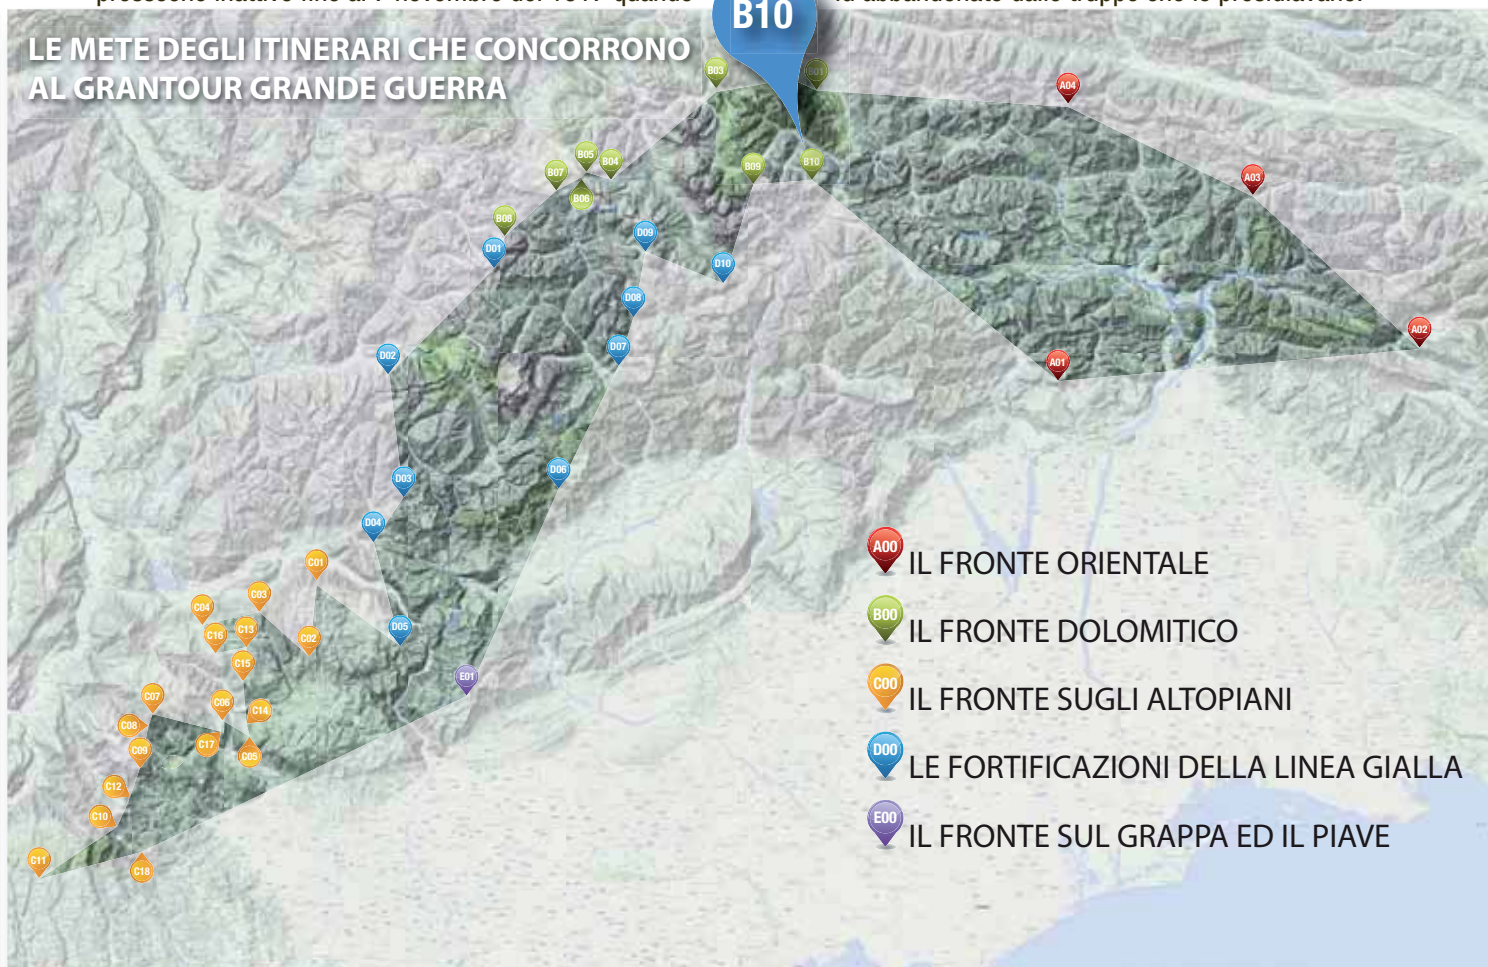 B10
LE METE DEGLI ITINERARI CHE CONCORRONO
AL GRANTOUR GRANDE GUERRA
B03
B01
A04
B05
B04
B07
B09
B10
A03
B06
B08
D09
D01
D10
D08
A02
D07
D02
A01
D06
D03
D04
A00 IL FRONTE ORIENTALE
C01
C03
C04
B00 IL FRONTE DOLOMITICO
C16
C13
C02
D05
C15
E01
C00 IL FRONTE SUGLI ALTOPIANI
C07
C06
C14
C08
C17
C09
C05
D00 LE FORTIFICAZIONI DELLA LINEA GIALLA
C12
C10
E00 IL FRONTE SUL GRAPPA ED IL PIAVE
C11
C18